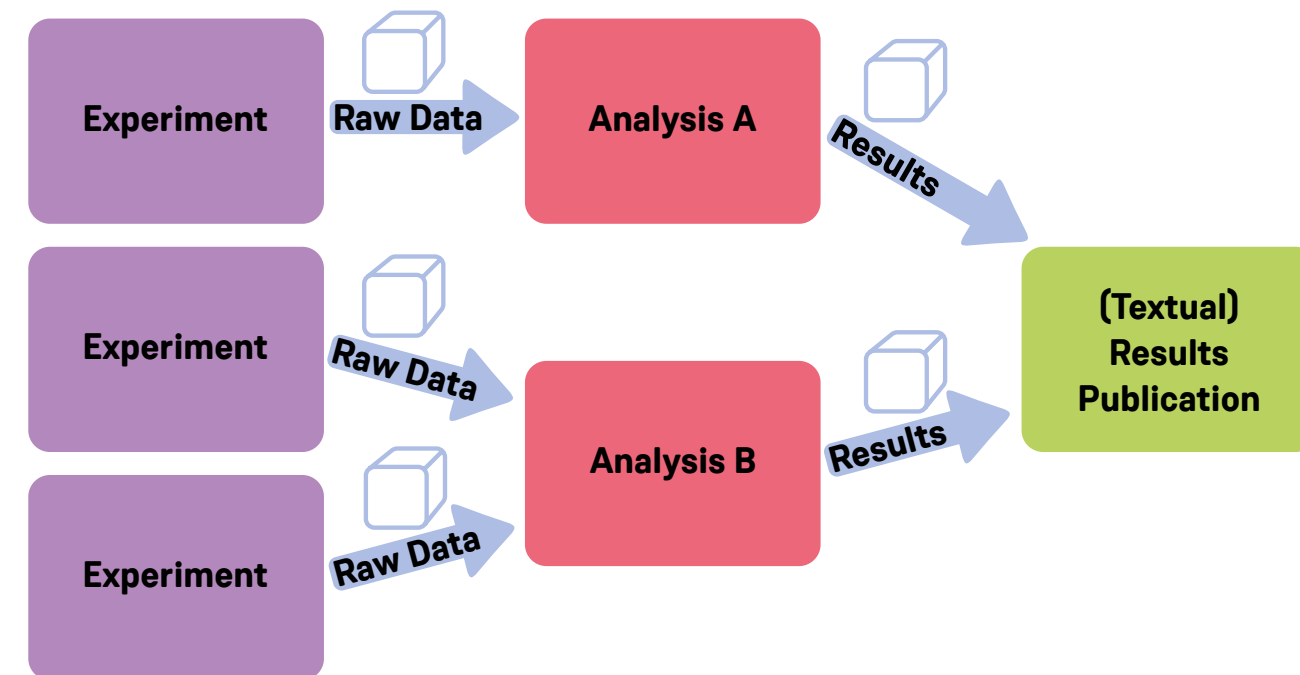 Experiment
Raw Data
Analysis A
Results
Experiment
Raw Data
Analysis B
Results
(Textual)
Results
Publication
Experiment
Raw Data